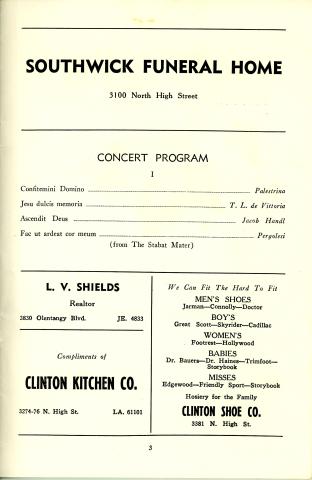 SOUTHWICK FUNERAL HOME
3100 North High Street
CONCERT PROGRAM
I
Confitemini Domino Palestrina
Jesu dulcis memoria T. L. de Vittoria
Ascendit Deus Jacob Handl
Fac ut ardeat cor meum Pergolesi
(from The Stabat Mater)
L. V. SHIELDS
Realtor
3830 Olentangy Blvd. JE. 4833
Compliments of
CLINTON KITCHEN CO.
3274-76 N. High St. LA. 61101
We Can Fit The Hard To Fit
MEN'S SHOES
Jarman—Connolly—Doctor
BOY'S
Great Scott—Skyrider—Cadillac
WOMEN'S
Footrest—Hollywood
BABIES
Dr. Bauers—Dr. Haines—Trimfoot—
Storybook
MISSES
Edgewood—Friendly Sport—Storybook
Hosiery for the Family
CLINTON SHOE CO.
3381 N. High St.
3